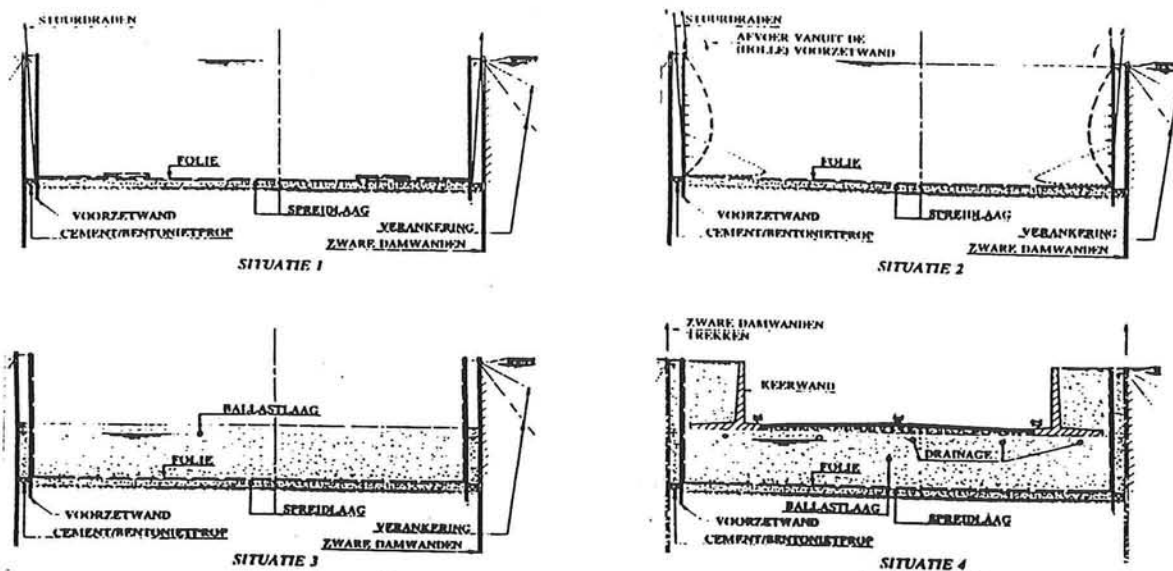 STUURDRADEN
FOLIE
VOORZETWAND
CEMENT/BENTONIETPROP
SPREIDLAAG
VERANKERING
ZWARE DAMWANDEN
SITUATIE 1
STUURDRADEN
AFVOER VANUIT DE
(HOLLE) VOORZETWAND
FOLIE
VOORZETWAND
CEMENT/BENTONIETPROP
SPREIDLAAG
VERANKERING
ZWARE DAMWANDEN
SITUATIE 2
BALLASTLAAG
FOLIE
VOORZETWAND
CEMENT/BENTONIETPROP
SPREIDLAAG
VERANKERING
ZWARE DAMWANDEN
SITUATIE 3
ZWARE DAMWANDEN
TREKKEN
KEERWAND
DRAINAGE
FOLIE
BALLASTLAAG
VOORZETWAND
SPREIDLAAG
CEMENT/BENTONIETPROP
SITUATIE 4